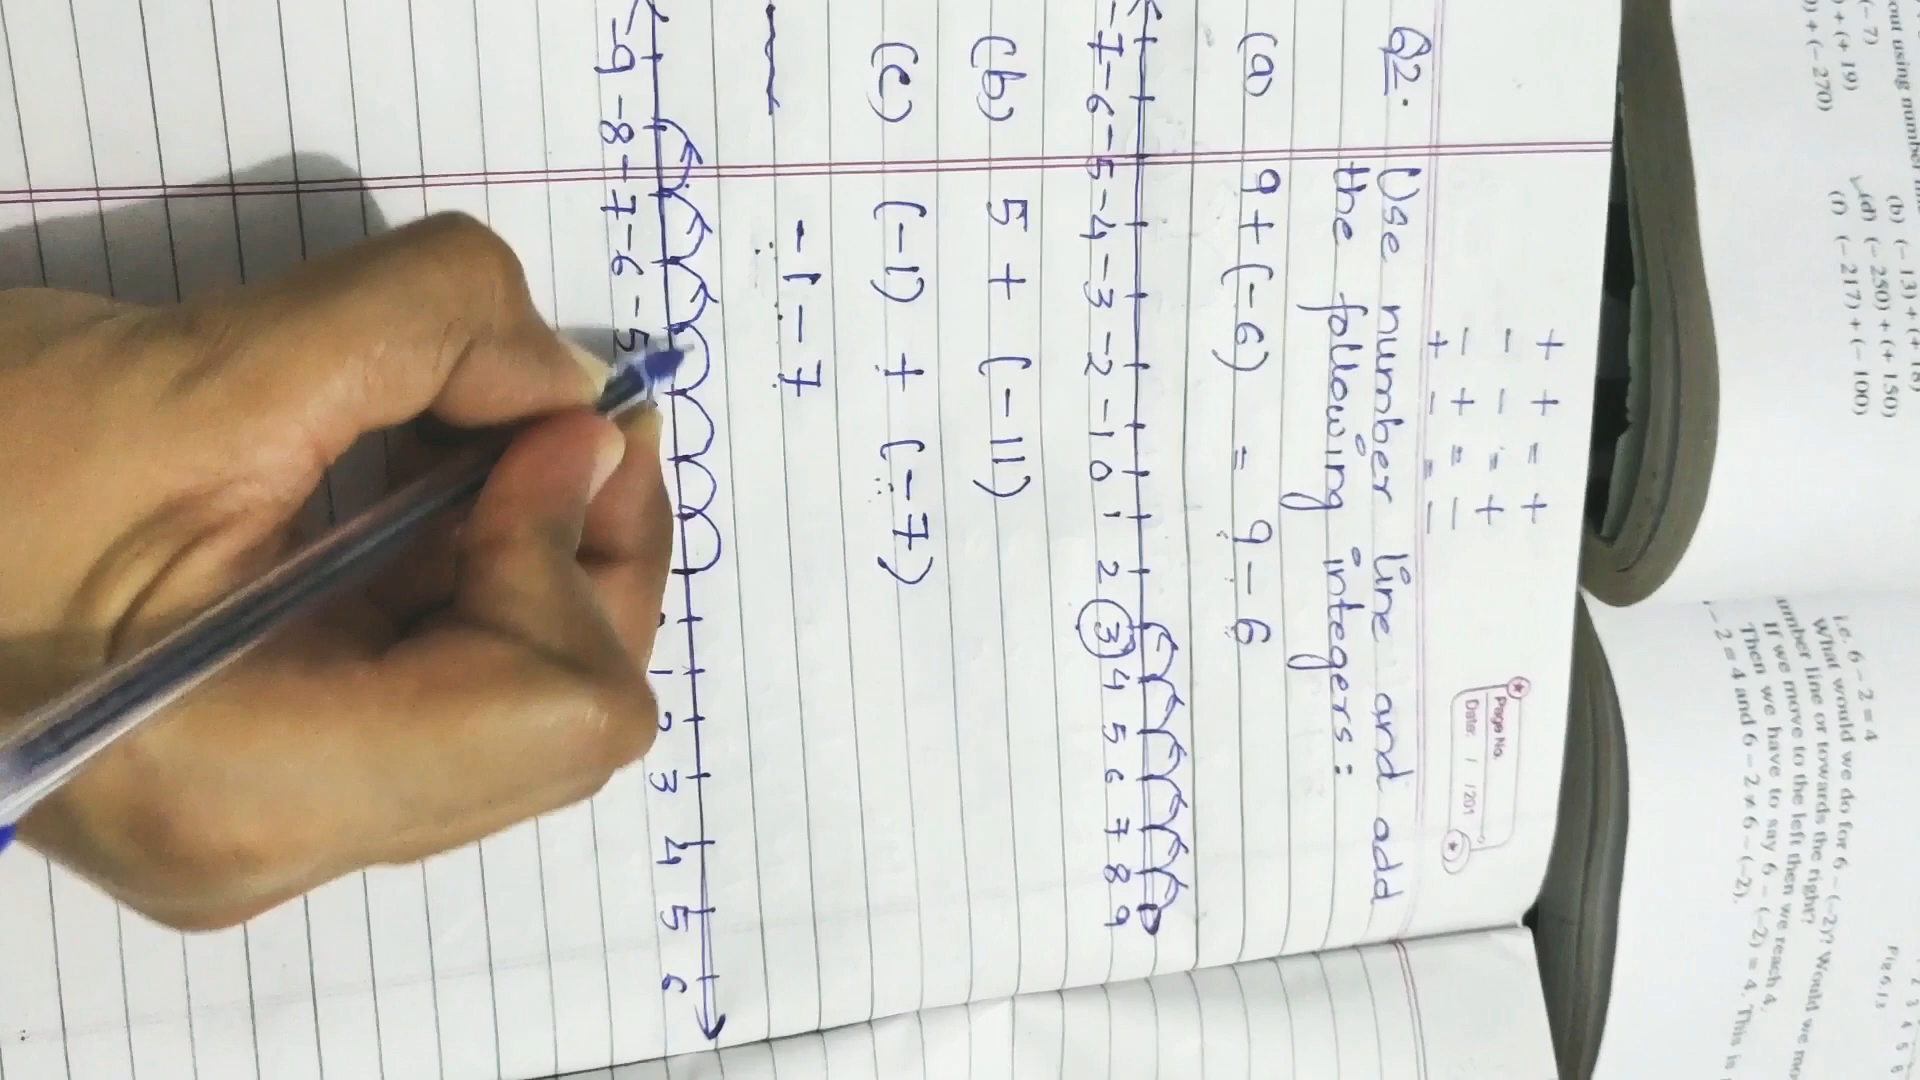 + + = +
- - = +
- + = -
+ - = -
Page No.
Date: / /201
Q2. Use number line and add
the following integers:
(a) 9 + (-6) = 9 - 6
-7 -6 -5 -4 -3 -2 -1 0 1 2 3 4 5 6 7 8 9
(b) 5 + (-11)
(c) (-1) + (-7)
-1 - 7
-9 -8 -7 -6 -5 1 2 3 4 5 6
out using number
(-7)
(b) (-13) + (+18)
) + (+19)
(d) (-250) + (+150)
) + (-270)
(f) (-217) + (-100)
i.e. 6 - 2 = 4
What would we do for 6 - (-2)? Would we
number line or towards the right?
If we move to the left then we reach 4.
Then we have to say 6 - (-2) = 4. This is
- 2 = 4 and 6 - 2 ≠ 6 - (-2).